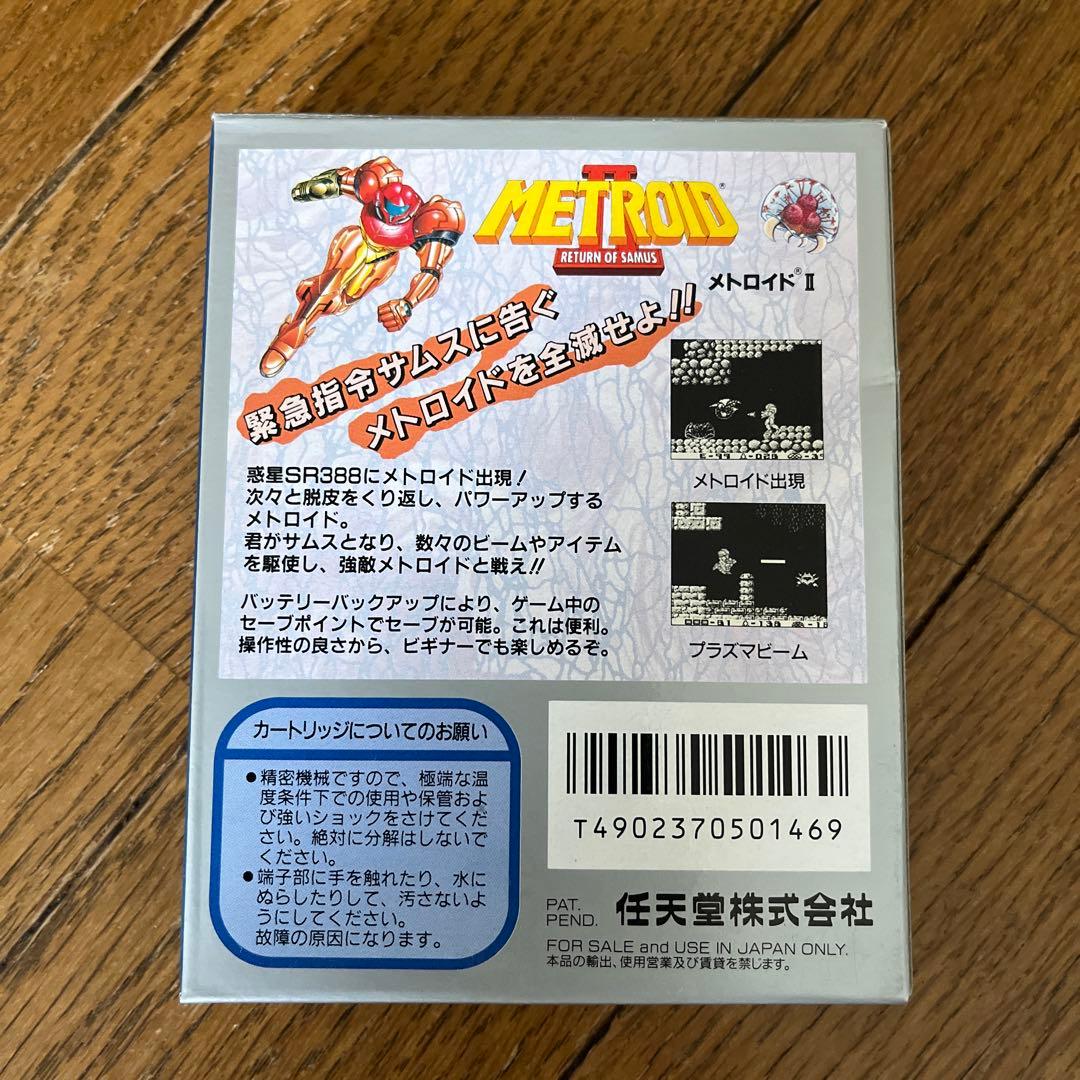 METROID II
RETURN OF SAMUS
メトロイド® II
緊急指令サムスに告ぐ
メトロイドを全滅せよ!!
惑星SR388にメトロイド出現!
次々と脱皮をくり返し、パワーアップする
メトロイド。
君がサムスとなり、数々のビームやアイテム
を駆使し、強敵メトロイドと戦え!!
バッテリーバックアップにより、ゲーム中の
セーブポイントでセーブが可能。これは便利。
操作性の良さから、ビギナーでも楽しめるぞ。
メトロイド出現
プラズマビーム
カートリッジについてのお願い
●精密機械ですので、極端な温
度条件下での使用や保管およ
び強いショックをさけてくだ
さい。絶対に分解はしないで
ください。
●端子部に手を触れたり、水に
ぬらしたりして、汚さないよ
うにしてください。
故障の原因になります。
T4902370501469
PAT.
PEND.
任天堂株式会社
FOR SALE and USE IN JAPAN ONLY.
本品の輸出、使用営業及び賃貸を禁じます。